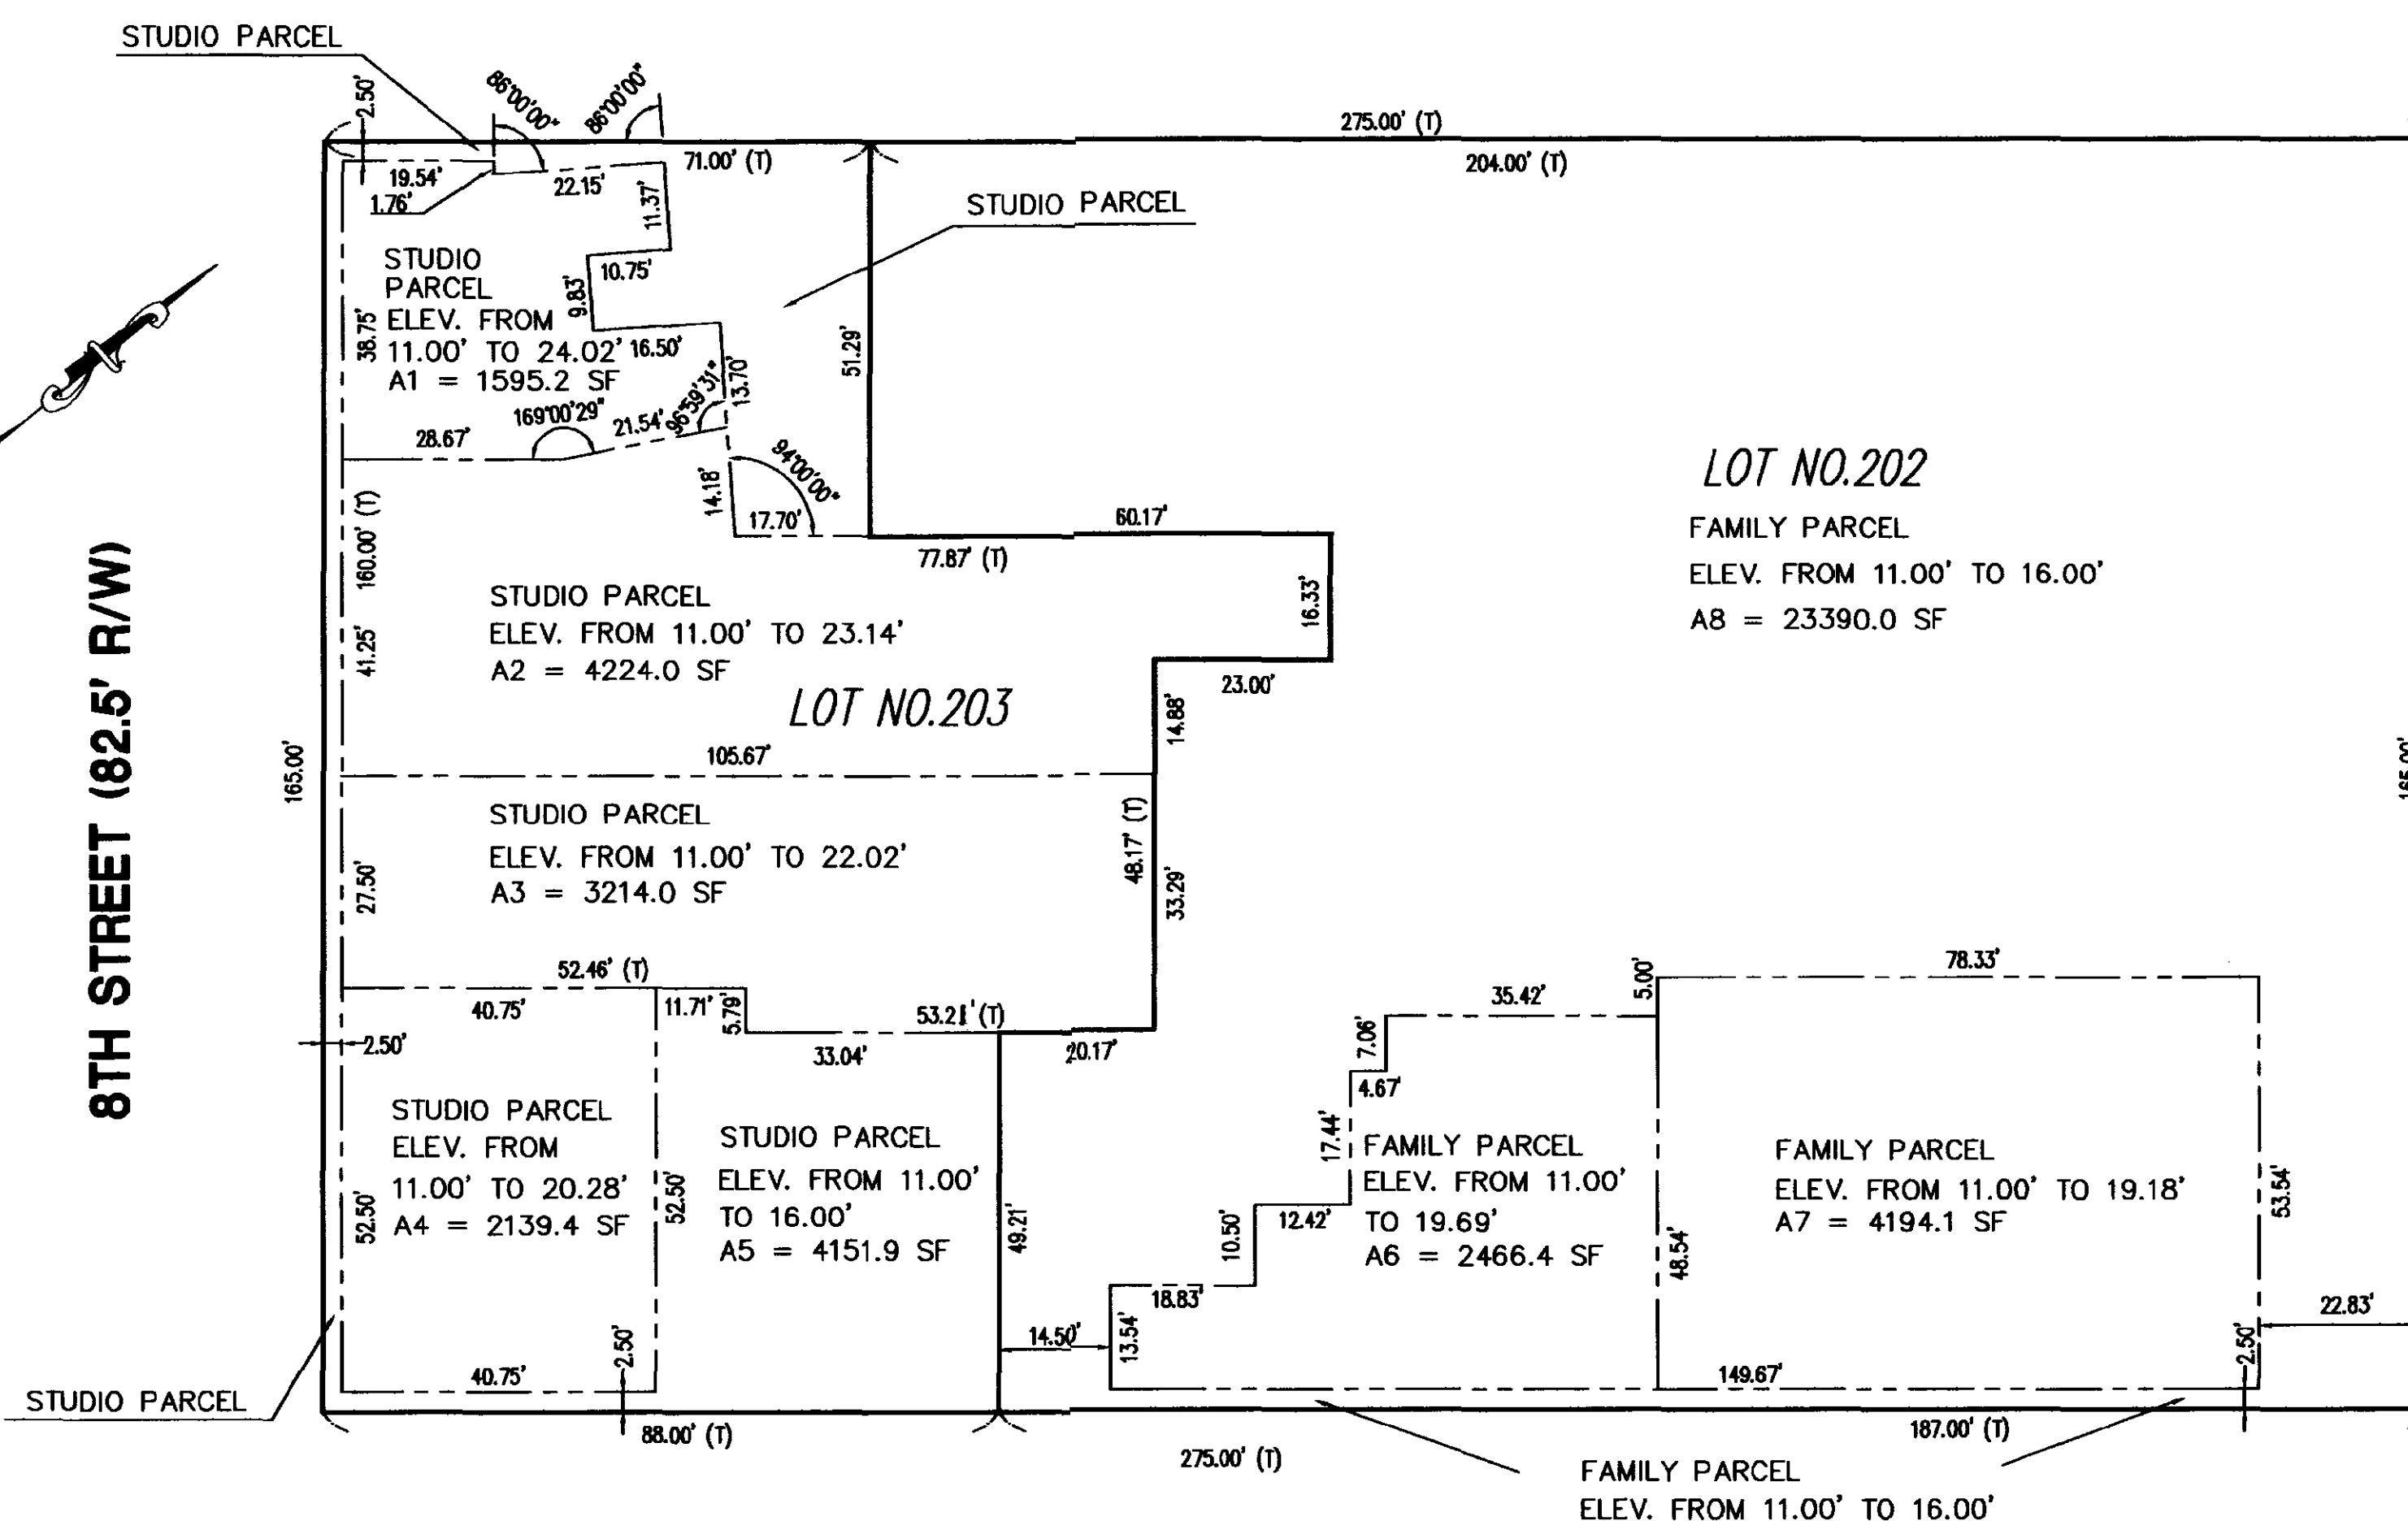 STUDIO PARCEL
2.50'
86°00'00"
86°00'00"
275.00' (T)
71.00' (T)
204.00' (T)
19.54'
22.15'
1.76'
11.37'
STUDIO PARCEL
STUDIO
PARCEL
ELEV. FROM
11.00' TO 24.02'
A1 = 1595.2 SF
10.75'
9.83'
38.75'
16.50'
51.29'
13.70'
96°59'31"
169°00'29"
21.54'
28.67'
94°00'00"
14.18'
17.70'
60.17'
77.87' (T)
160.00' (T)
LOT NO.202
FAMILY PARCEL
ELEV. FROM 11.00' TO 16.00'
A8 = 23390.0 SF
8TH STREET (82.5' R/W)
STUDIO PARCEL
ELEV. FROM 11.00' TO 23.14'
A2 = 4224.0 SF
16.33'
41.25'
23.00'
LOT NO.203
14.88'
165.00'
105.67'
165.00'
STUDIO PARCEL
ELEV. FROM 11.00' TO 22.02'
A3 = 3214.0 SF
27.50'
48.17' (T)
33.29'
52.46' (T)
40.75'
11.71'
5.79'
53.21' (T)
33.04'
20.17'
2.50'
78.33'
5.00'
35.42'
7.06'
4.67'
17.44'
STUDIO PARCEL
ELEV. FROM
11.00' TO 20.28'
A4 = 2139.4 SF
52.50'
52.50'
STUDIO PARCEL
ELEV. FROM 11.00'
TO 16.00'
A5 = 4151.9 SF
49.21'
FAMILY PARCEL
ELEV. FROM 11.00'
TO 19.69'
A6 = 2466.4 SF
12.42'
10.50'
18.83'
13.54'
14.50'
48.54'
FAMILY PARCEL
ELEV. FROM 11.00' TO 19.18'
A7 = 4194.1 SF
53.54'
22.83'
2.50'
2.50'
40.75'
149.67'
STUDIO PARCEL
88.00' (T)
187.00' (T)
275.00' (T)
FAMILY PARCEL
ELEV. FROM 11.00' TO 16.00'